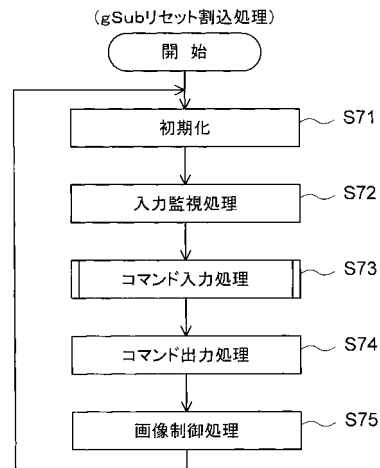 (gSubリセット割込処理)
開 始
初期化
S71
入力監視処理
S72
コマンド入力処理
S73
コマンド出力処理
S74
画像制御処理
S75